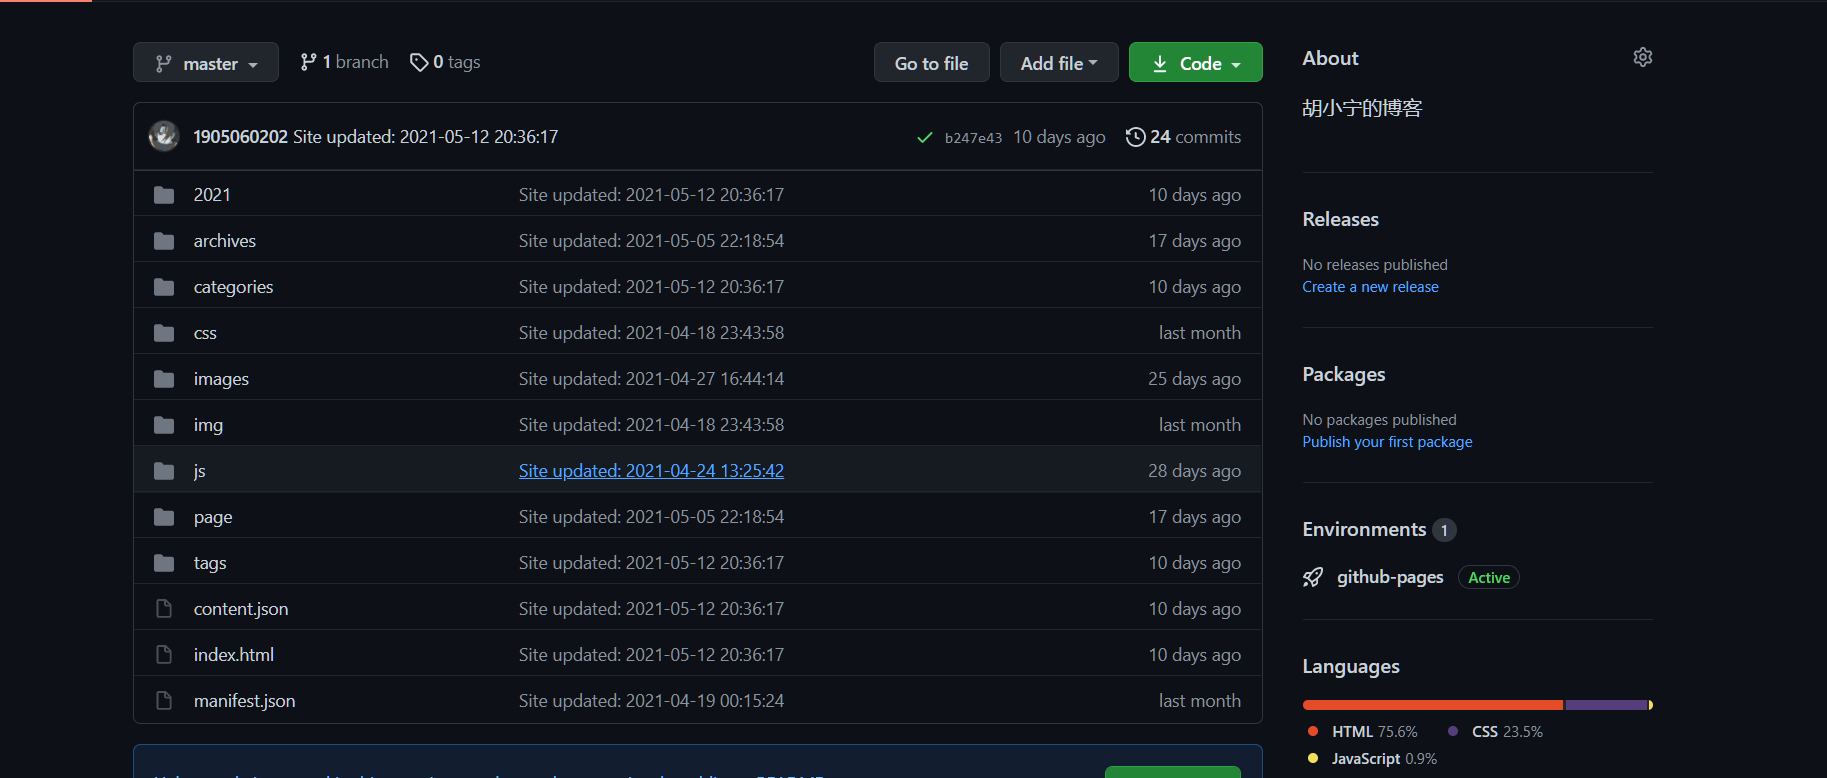 master 1 branch 0 tags Go to file Add file Code
1905060202 Site updated: 2021-05-12 20:36:17 b247e43 10 days ago 24 commits
2021 Site updated: 2021-05-12 20:36:17 10 days ago
archives Site updated: 2021-05-05 22:18:54 17 days ago
categories Site updated: 2021-05-12 20:36:17 10 days ago
css Site updated: 2021-04-18 23:43:58 last month
images Site updated: 2021-04-27 16:44:14 25 days ago
img Site updated: 2021-04-18 23:43:58 last month
js Site updated: 2021-04-24 13:25:42 28 days ago
page Site updated: 2021-05-05 22:18:54 17 days ago
tags Site updated: 2021-05-12 20:36:17 10 days ago
content.json Site updated: 2021-05-12 20:36:17 10 days ago
index.html Site updated: 2021-05-12 20:36:17 10 days ago
manifest.json Site updated: 2021-04-19 00:15:24 last month
About
胡小宁的博客
Releases
No releases published
Create a new release
Packages
No packages published
Publish your first package
Environments 1
github-pages Active
Languages
HTML 75.6% CSS 23.5%
JavaScript 0.9%